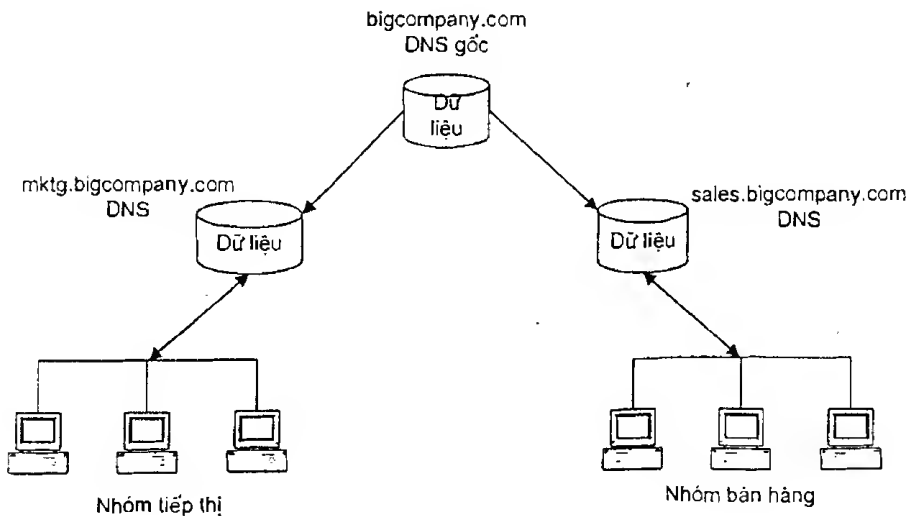 bigcompany.com
DNS gốc
Dữ
liệu
mktg.bigcompany.com
DNS
Dữ liệu
sales.bigcompany.com
DNS
Dữ liệu
Nhóm tiếp thị
Nhóm bán hàng